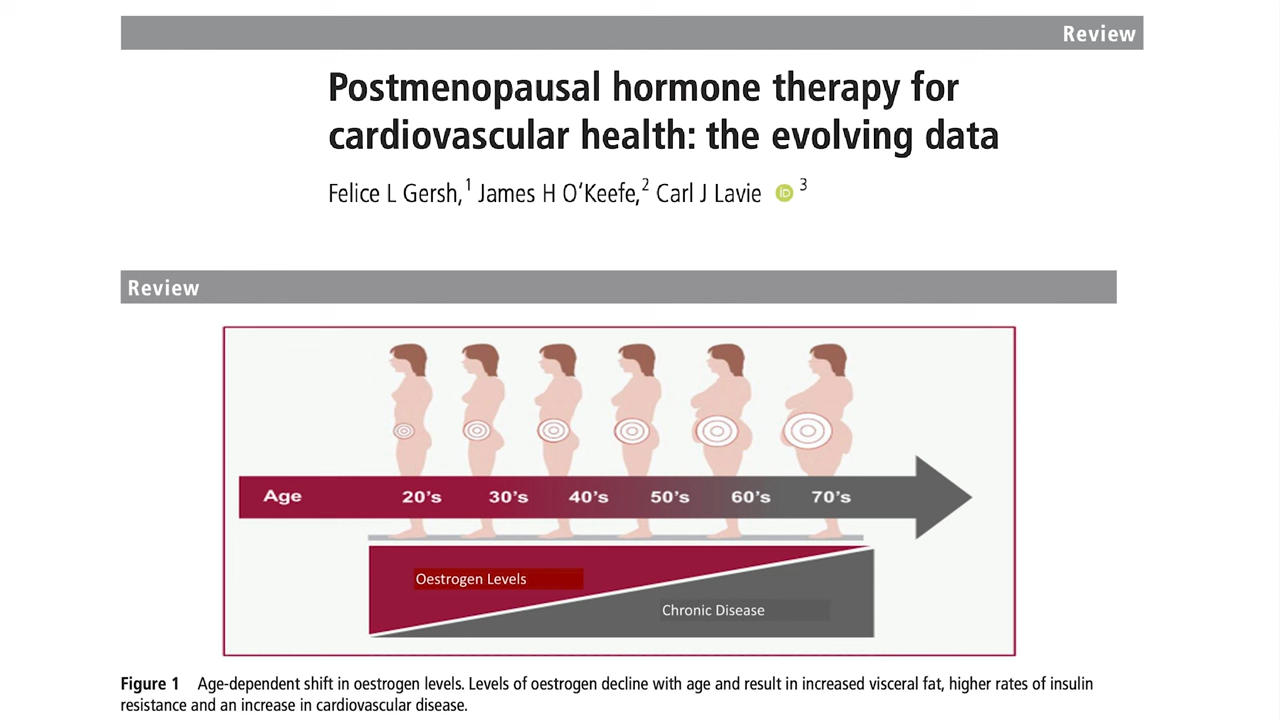 Review
Postmenopausal hormone therapy for
cardiovascular health: the evolving data
Felice L Gersh,1 James H O‘Keefe,2 Carl J Lavie iD 3
Review
Age 20’s 30’s 40’s 50’s 60’s 70’s
Oestrogen Levels
Chronic Disease
Figure 1 Age-dependent shift in oestrogen levels. Levels of oestrogen decline with age and result in increased visceral fat, higher rates of insulin
resistance and an increase in cardiovascular disease.